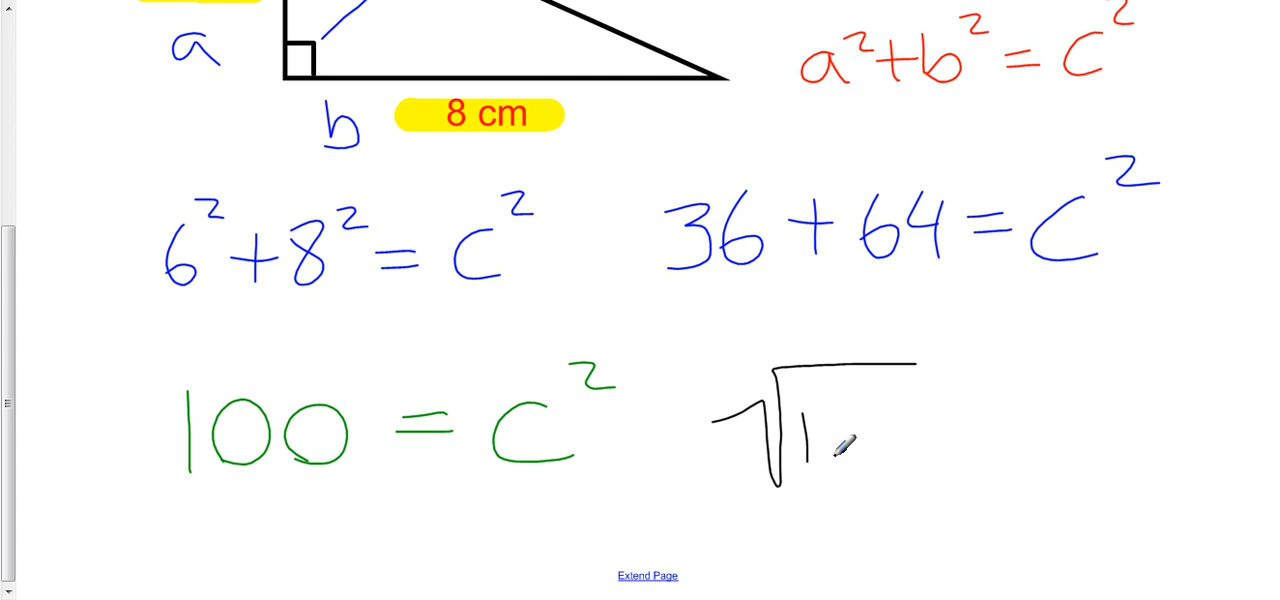 a
a² + b² = c²
8 cm
b
6² + 8² = c²
36 + 64 = c²
100 = c²
√1
Extend Page